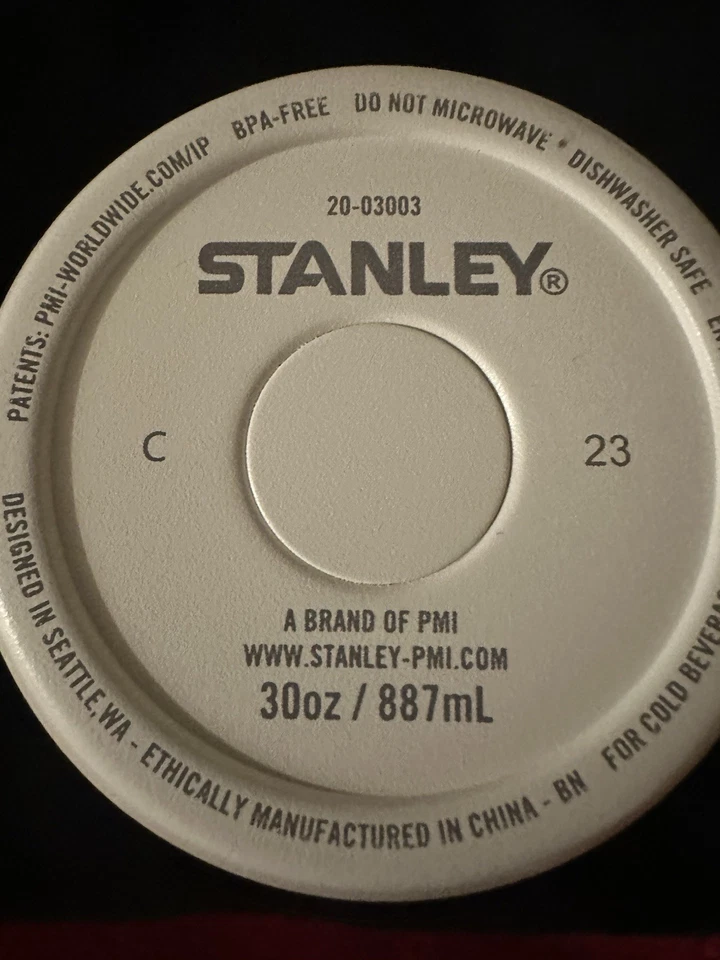 PATENTS: PMI-WORLDWIDE.COM/IP BPA-FREE DO NOT MICROWAVE * DISHWASHER SAFE
20-03003
STANLEY®
C
23
A BRAND OF PMI
WWW.STANLEY-PMI.COM
30oz / 887mL
DESIGNED IN SEATTLE, WA - ETHICALLY MANUFACTURED IN CHINA - BN FOR COLD